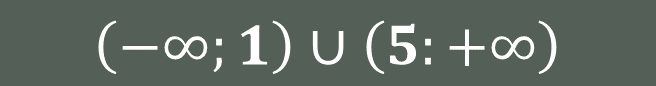 (−∞; 1) ∪ (5: +∞)